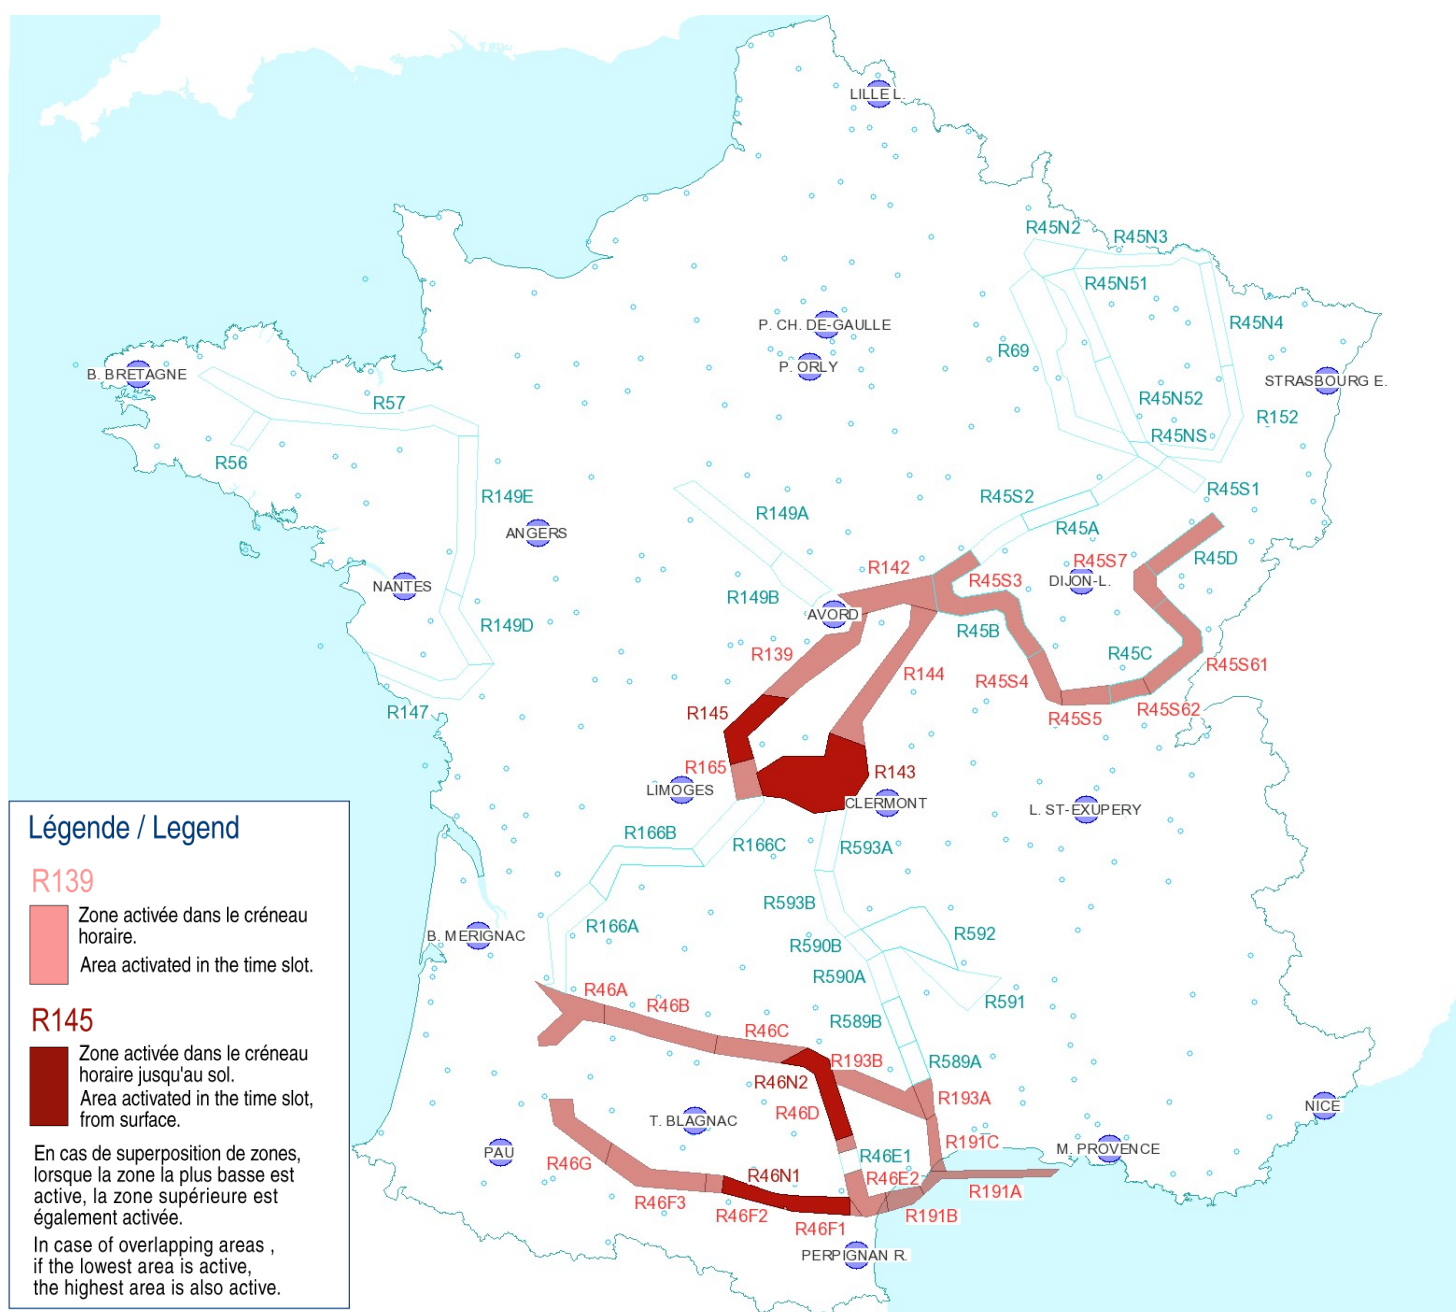 LILLE L.
R45N2
R45N3
R45N51
P. CH. DE-GAULLE
R45N4
R69
P. ORLY
B. BRETAGNE
STRASBOURG E.
R57
R45N52
R152
R45NS
R56
R149E
R45S2
R45S1
R149A
ANGERS
R45A
R45D
R142
R45S7
R45S3
DIJON-L.
NANTES
R149B
AVORD
R149D
R45B
R139
R45C
R45S61
R144
R45S4
R147
R145
R45S5
R45S62
R165
R143
LIMOGES
CLERMONT
L. ST-EXUPERY
R166B
R166C
R593A
R593B
R166A
B. MERIGNAC
R590B
R592
R590A
R591
R46A
R46B
R589B
R46C
R193B
R589A
R46N2
R193A
R46D
NICE
T. BLAGNAC
R191C
M. PROVENCE
PAU
R46E1
R46G
R46N1
R46E2
R191A
R46F3
R46F2
R191B
R46F1
PERPIGNAN R.
Légende / Legend
R139
Zone activée dans le créneau
horaire.
Area activated in the time slot.
R145
Zone activée dans le créneau
horaire jusqu'au sol.
Area activated in the time slot,
from surface.
En cas de superposition de zones,
lorsque la zone la plus basse est
active, la zone supérieure est
également activée.
In case of overlapping areas ,
if the lowest area is active,
the highest area is also active.